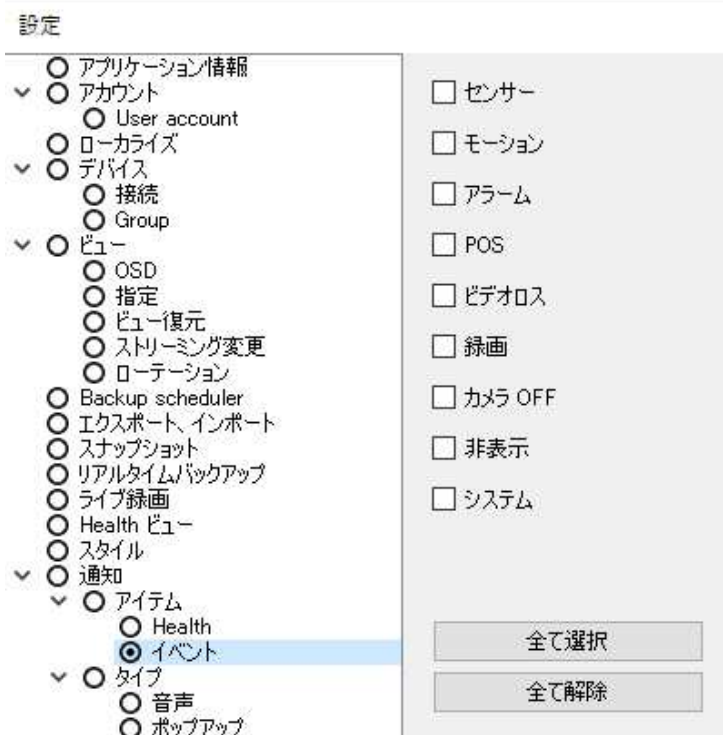 設定
アプリケーション情報
アカウント
User account
ローカライズ
デバイス
接続
Group
ビュー
OSD
指定
ビュー復元
ストリーミング変更
ローテーション
Backup scheduler
エクスポート、インポート
スナップショット
リアルタイムバックアップ
ライブ録画
Health ビュー
スタイル
通知
アイテム
Health
イベント
タイプ
音声
ポップアップ
センサー
モーション
アラーム
POS
ビデオロス
録画
カメラ OFF
非表示
システム
全て選択
全て解除